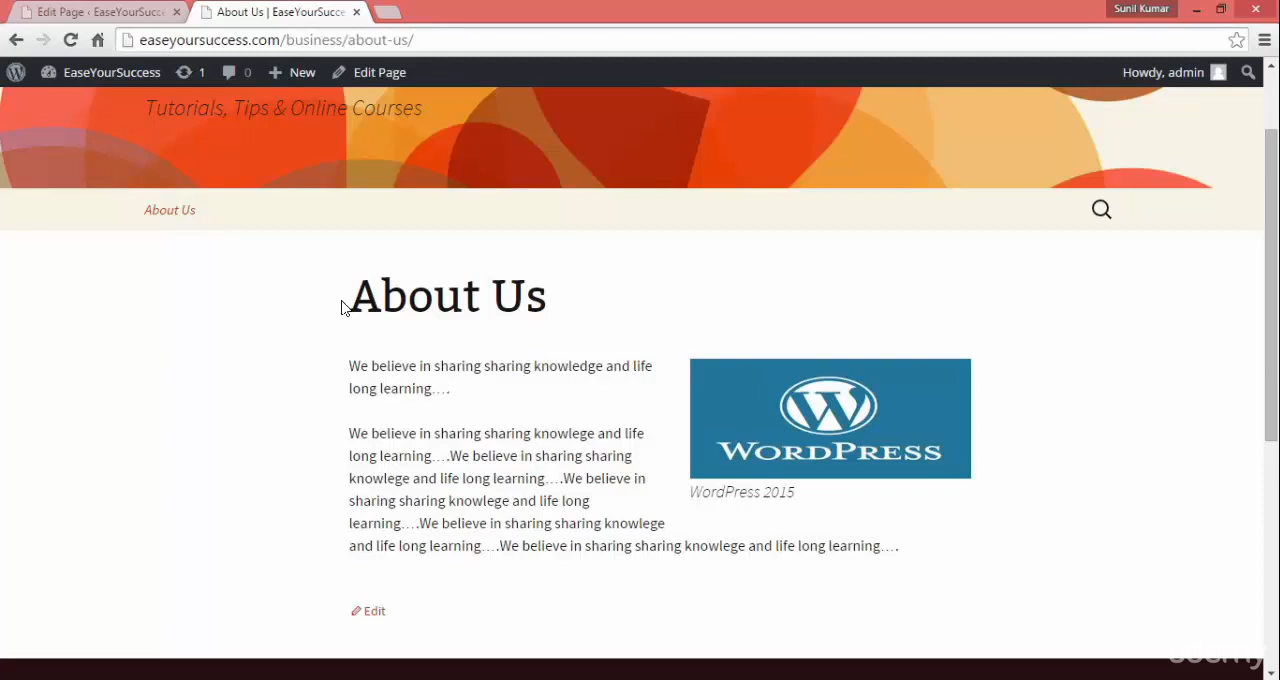 Edit Page ‹ EaseYourSucce
About Us | EaseYourSucce
Sunil Kumar
easeyoursuccess.com/business/about-us/
EaseYourSuccess 1 0 New Edit Page Howdy, admin
Tutorials, Tips & Online Courses
About Us
About Us
We believe in sharing sharing knowledge and life
long learning….
We believe in sharing sharing knowlege and life
long learning….We believe in sharing sharing
knowlege and life long learning….We believe in
sharing sharing knowlege and life long
learning….We believe in sharing sharing knowlege
and life long learning….We believe in sharing sharing knowlege and life long learning….
WORDPRESS
WordPress 2015
Edit